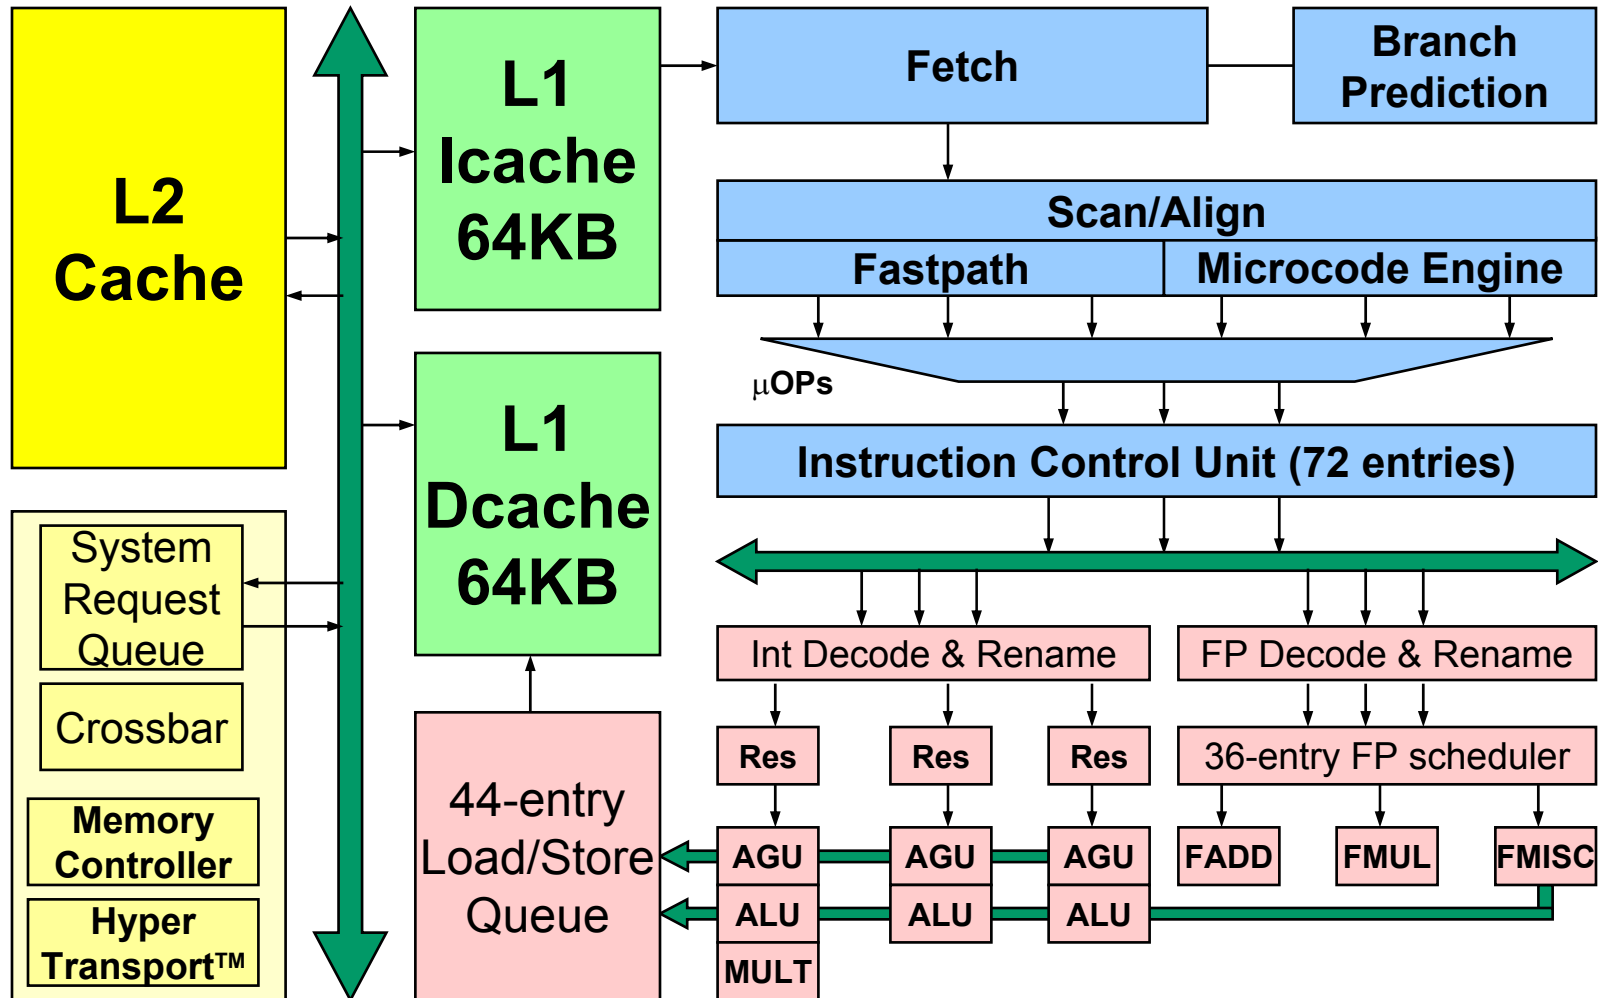 L2
Cache
System
Request
Queue
Crossbar
Memory
Controller
Hyper
Transport™
L1
Icache
64KB
L1
Dcache
64KB
44-entry
Load/Store
Queue
Fetch
Branch
Prediction
Scan/Align
Fastpath
Microcode Engine
μOPs
Instruction Control Unit (72 entries)
Int Decode & Rename
FP Decode & Rename
Res
Res
Res
36-entry FP scheduler
AGU
AGU
AGU
FADD
FMUL
FMISC
ALU
ALU
ALU
MULT